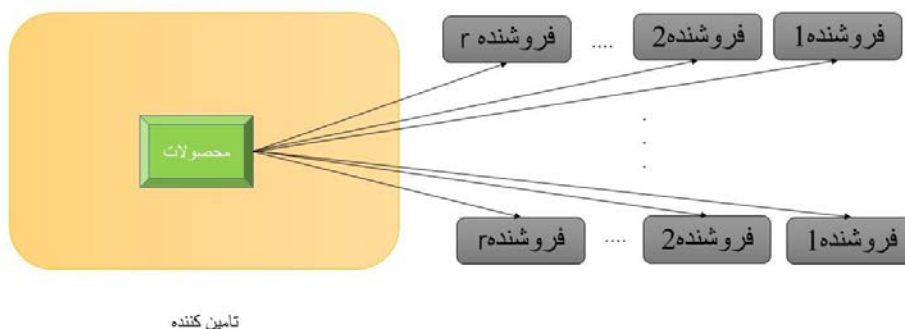 فروشنده1
فروشنده2
....
فروشنده r
محصولات
.
.
.
فروشنده1
فروشنده2
....
فروشندهr
تامین کننده